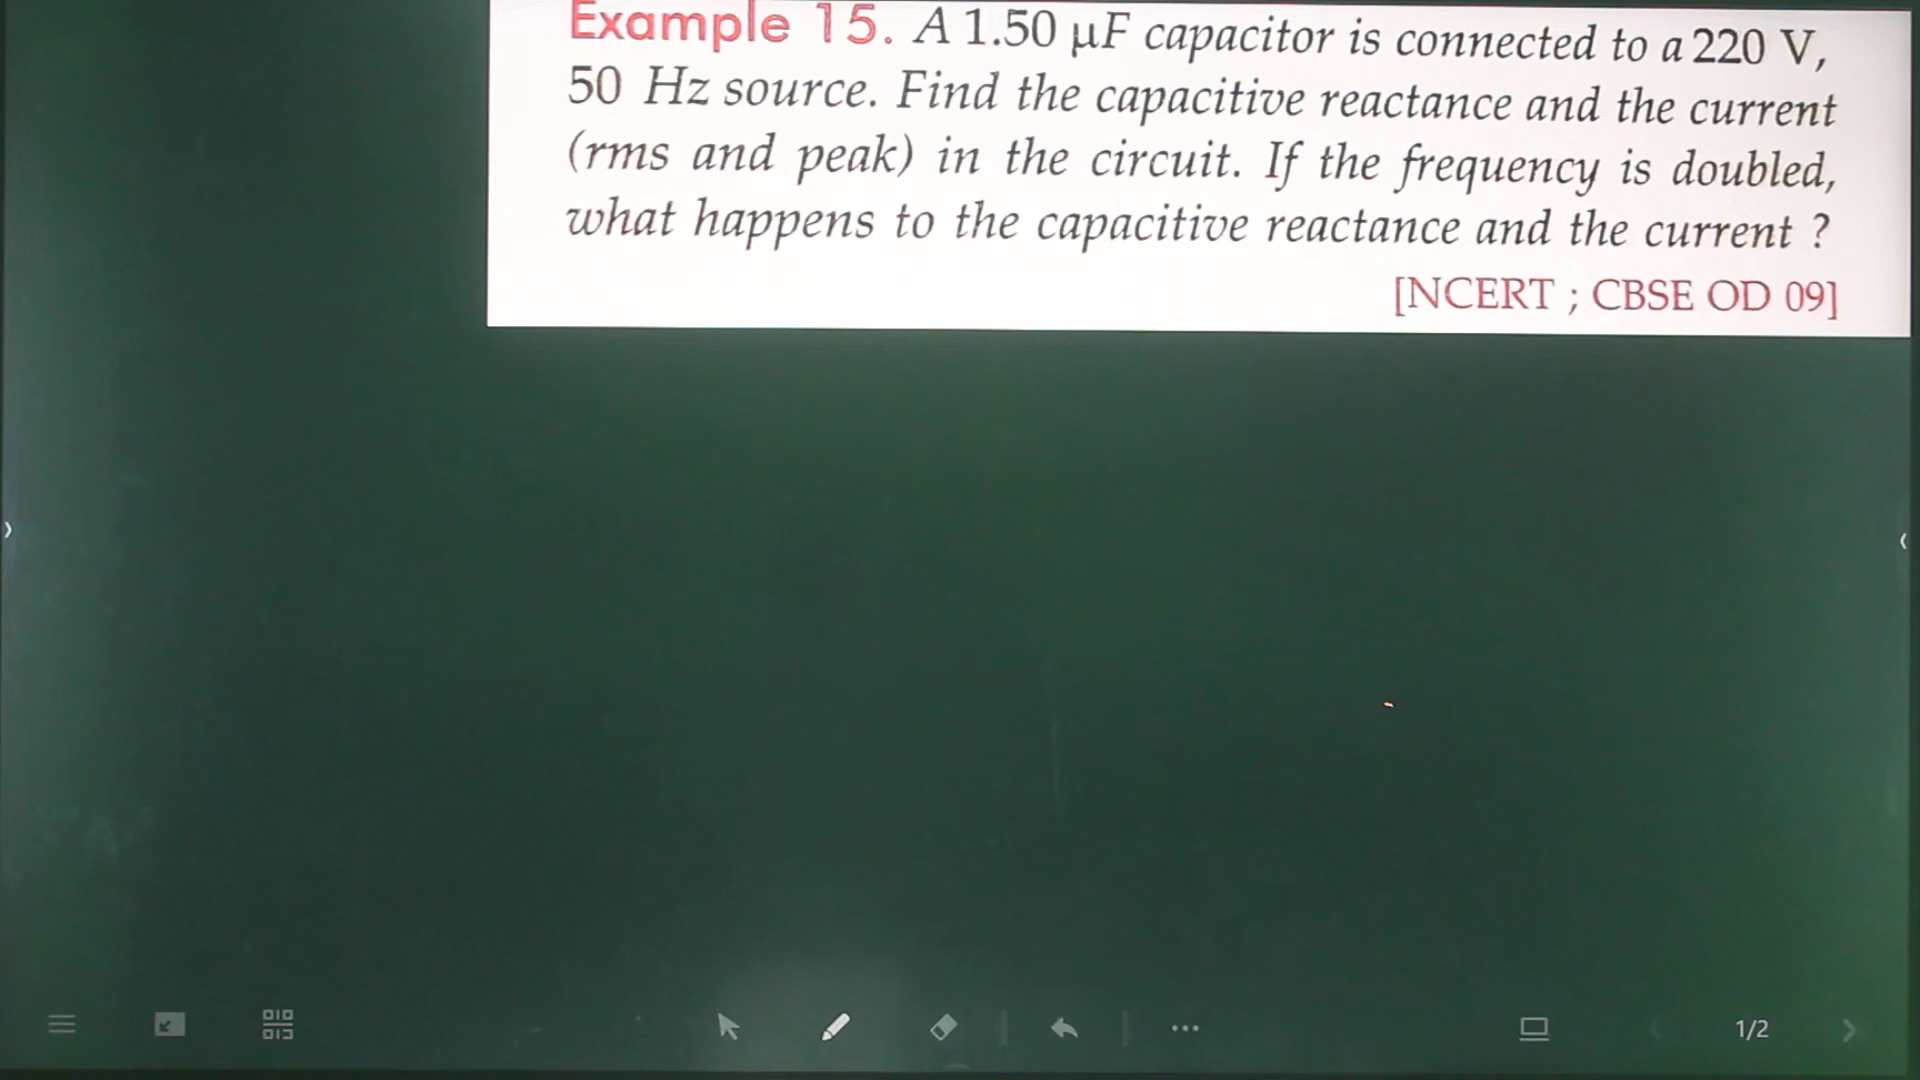 Example 15. A 1.50 μF capacitor is connected to a 220 V,
50 Hz source. Find the capacitive reactance and the current
(rms and peak) in the circuit. If the frequency is doubled,
what happens to the capacitive reactance and the current ?
[NCERT ; CBSE OD 09]
1/2